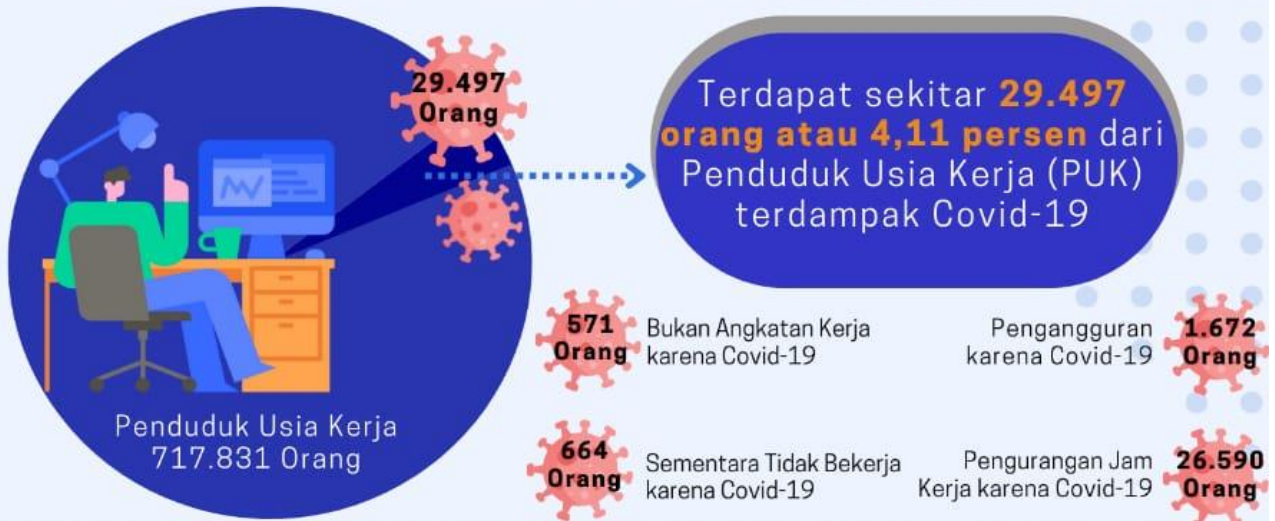 29.497
Orang
Terdapat sekitar 29.497
orang atau 4,11 persen dari
Penduduk Usia Kerja (PUK)
terdampak Covid-19
Penduduk Usia Kerja
717.831 Orang
571
Orang
Bukan Angkatan Kerja
karena Covid-19
Pengangguran
karena Covid-19
1.672
Orang
664
Orang
Sementara Tidak Bekerja
karena Covid-19
Pengurangan Jam
Kerja karena Covid-19
26.590
Orang